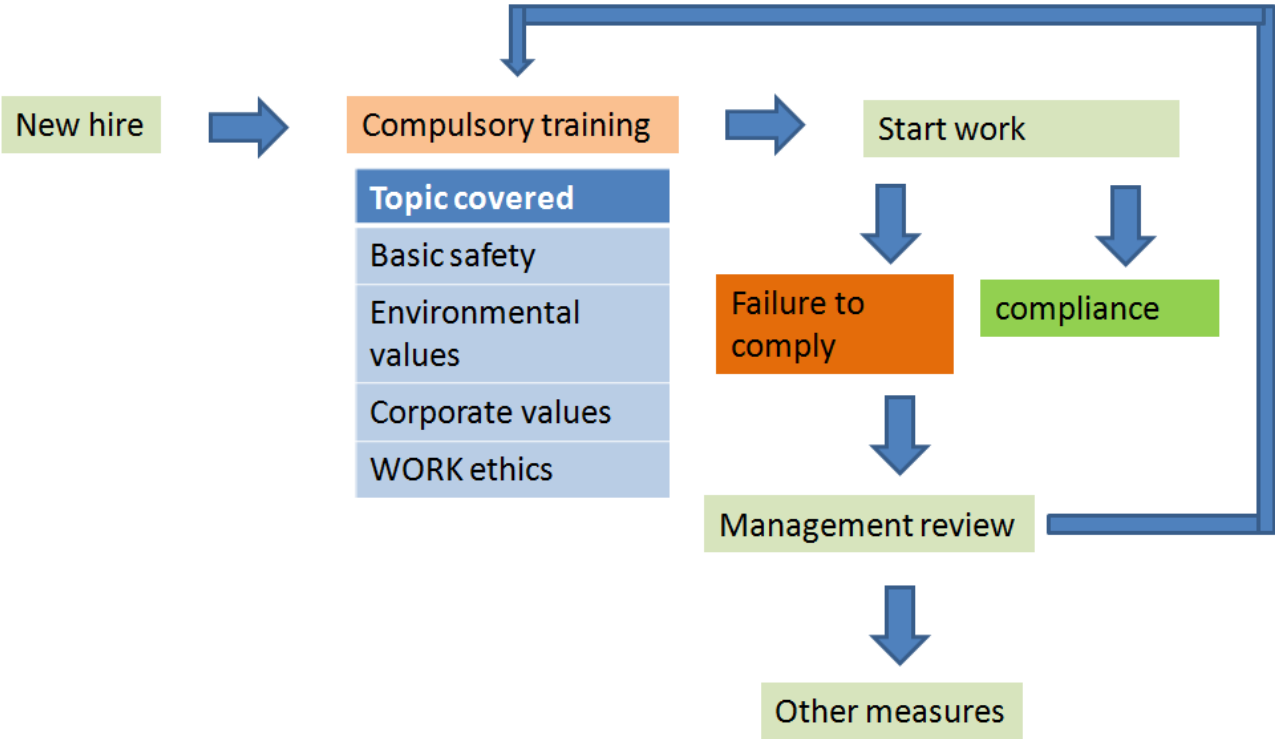 New hire
Compulsory training
Start work
Topic covered
Basic safety
Environmental
values
Corporate values
WORK ethics
Failure to
comply
compliance
Management review
Other measures